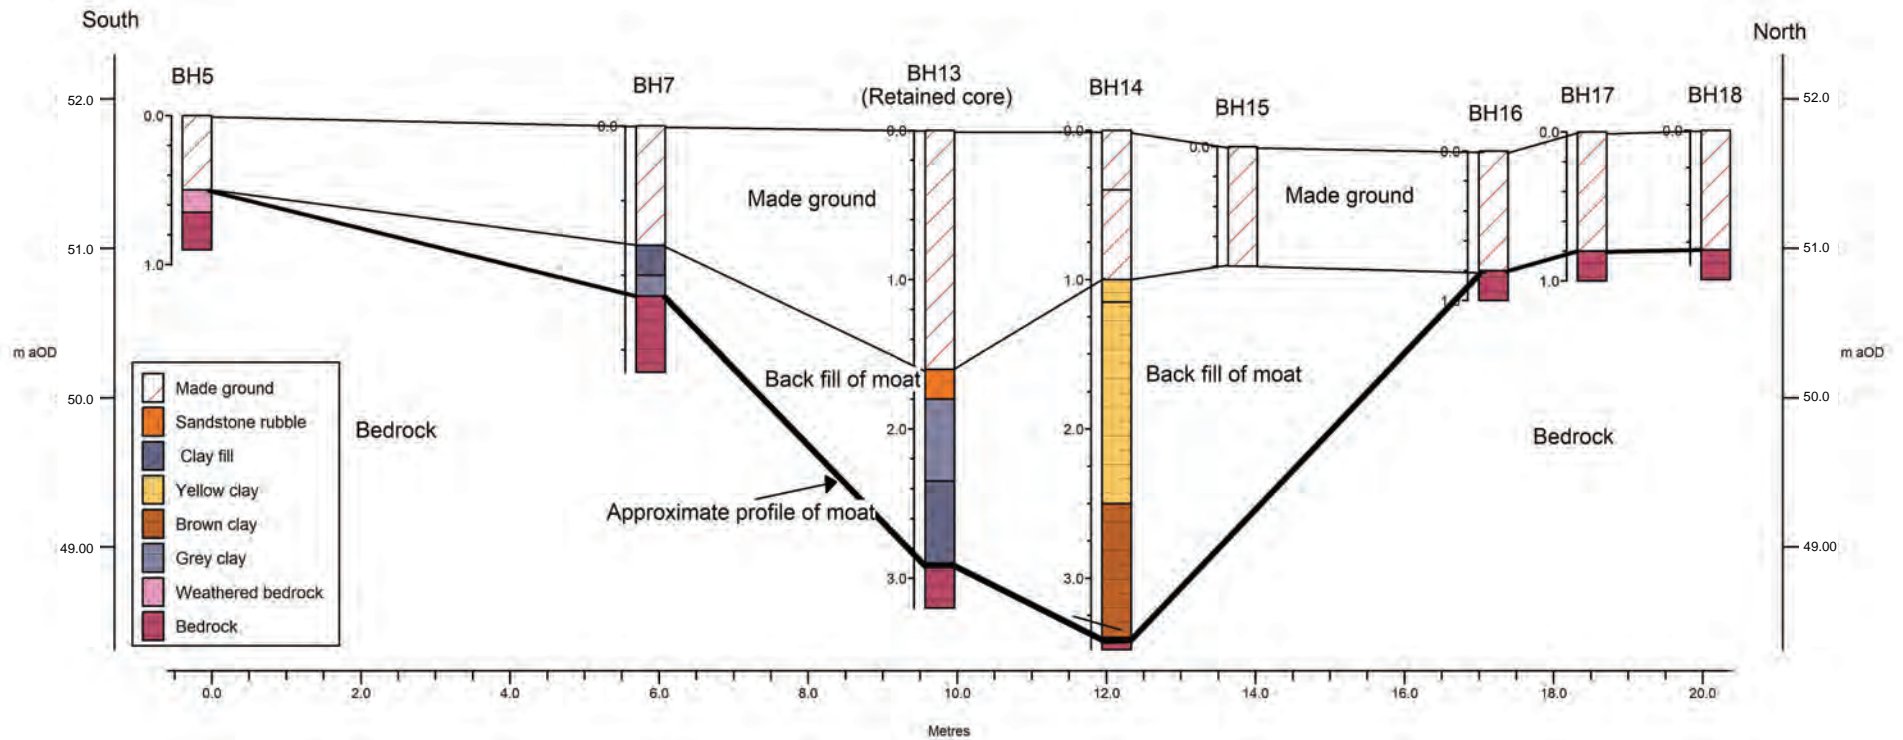 South
North
BH5
BH7
BH13
(Retained core)
BH14
BH15
BH16
BH17
BH18
52.0
52.0
0.0
0.0
0.0
0.0
0.0
0.0
0.0
0.0
Made ground
Made ground
51.0
51.0
1.0
1.0
1.0
1.0
m aOD
m aOD
Back fill of moat
Back fill of moat
50.0
50.0
Made ground
Sandstone rubble
Clay fill
Yellow clay
Brown clay
Grey clay
Weathered bedrock
Bedrock
Bedrock
Bedrock
2.0
2.0
Approximate profile of moat
49.00
49.00
3.0
3.0
0.0
2.0
4.0
6.0
8.0
10.0
12.0
14.0
16.0
18.0
20.0
Metres